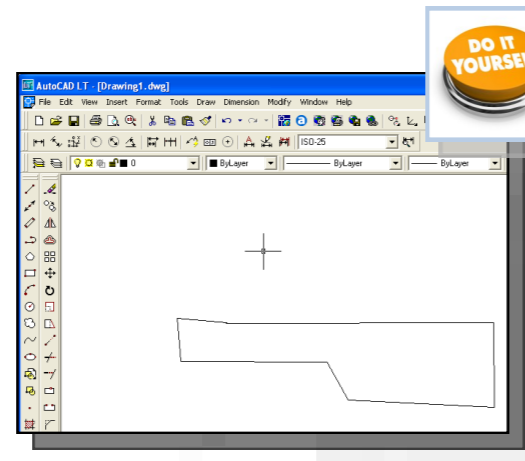 DO IT
YOURSE
AutoCAD LT - [Drawing1.dwg]
File Edit View Insert Format Tools Draw Dimension Modify Window Help
ISO-25
0 ByLayer ByLayer ByLayer